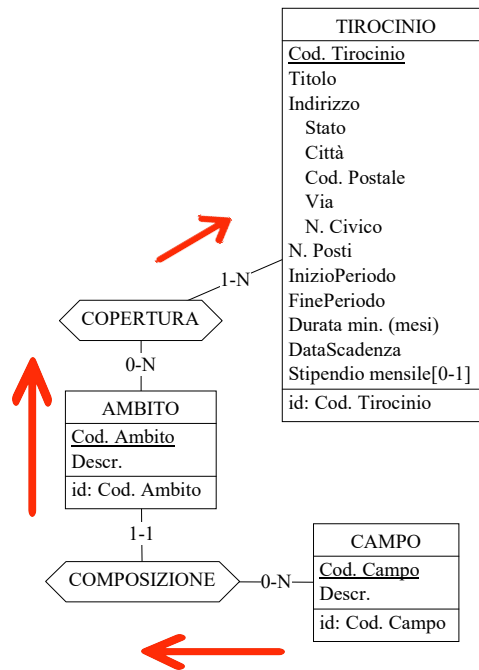 TIROCINIO
Cod. Tirocinio
Titolo
Indirizzo
Stato
Città
Cod. Postale
Via
N. Civico
N. Posti
InizioPeriodo
FinePeriodo
Durata min. (mesi)
DataScadenza
Stipendio mensile[0-1]
id: Cod. Tirocinio
1-N
COPERTURA
0-N
AMBITO
Cod. Ambito
Descr.
id: Cod. Ambito
1-1
COMPOSIZIONE
0-N
CAMPO
Cod. Campo
Descr.
id: Cod. Campo